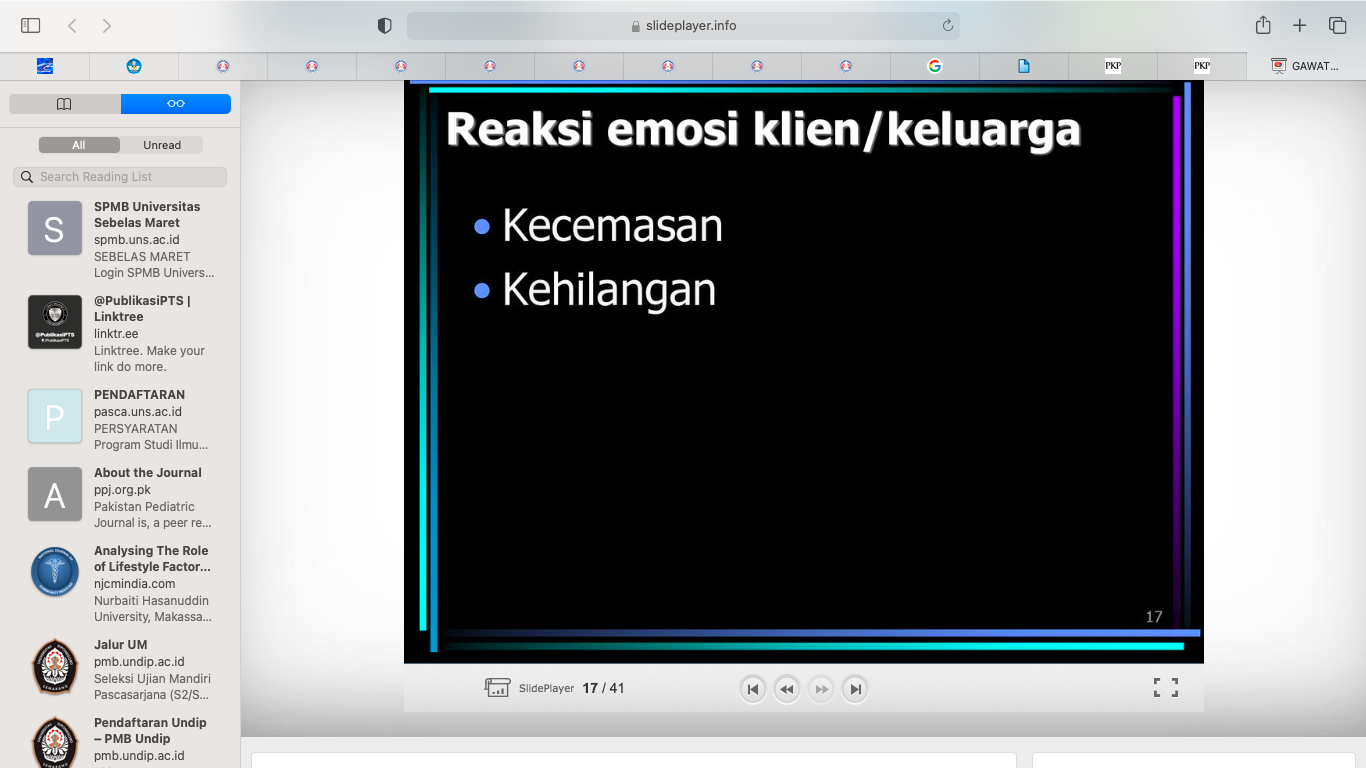 slideplayer.info
PKP
PKP
GAWAT...
All
Unread
Search Reading List
S
SPMB Universitas
Sebelas Maret
spmb.uns.ac.id
SEBELAS MARET
Login SPMB Univers...
@PublikasiPTS
@PublikasiPTS |
Linktree
linktr.ee
Linktree. Make your
link do more.
P
PENDAFTARAN
pasca.uns.ac.id
PERSYARATAN
Program Studi Ilmu...
A
About the Journal
ppj.org.pk
Pakistan Pediatric
Journal is, a peer re...
Analysing The Role
of Lifestyle Factor...
njcmindia.com
Nurbaiti Hasanuddin
University, Makassa...
Jalur UM
pmb.undip.ac.id
Seleksi Ujian Mandiri
Pascasarjana (S2/S...
Pendaftaran Undip
– PMB Undip
pmb.undip.ac.id
Reaksi emosi klien/keluarga
• Kecemasan
• Kehilangan
17
SlidePlayer 17 / 41